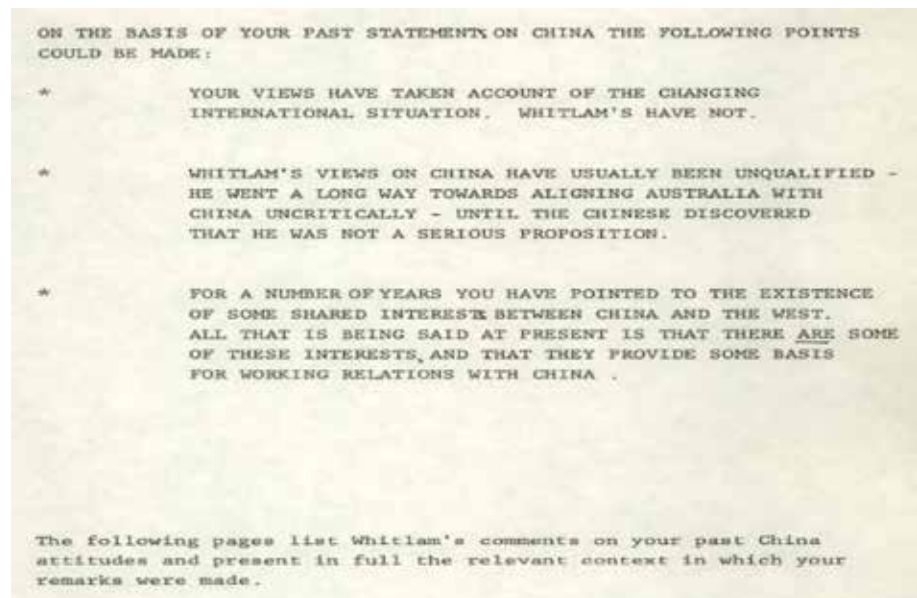 ON THE BASIS OF YOUR PAST STATEMENTS ON CHINA THE FOLLOWING POINTS
COULD BE MADE:
* YOUR VIEWS HAVE TAKEN ACCOUNT OF THE CHANGING
INTERNATIONAL SITUATION. WHITLAM'S HAVE NOT.
* WHITLAM'S VIEWS ON CHINA HAVE USUALLY BEEN UNQUALIFIED -
HE WENT A LONG WAY TOWARDS ALIGNING AUSTRALIA WITH
CHINA UNCRITICALLY - UNTIL THE CHINESE DISCOVERED
THAT HE WAS NOT A SERIOUS PROPOSITION.
* FOR A NUMBER OF YEARS YOU HAVE POINTED TO THE EXISTENCE
OF SOME SHARED INTERESTS BETWEEN CHINA AND THE WEST.
ALL THAT IS BEING SAID AT PRESENT IS THAT THERE ARE SOME
OF THESE INTERESTS, AND THAT THEY PROVIDE SOME BASIS
FOR WORKING RELATIONS WITH CHINA .
The following pages list Whitlam's comments on your past China
attitudes and present in full the relevant context in which your
remarks were made.